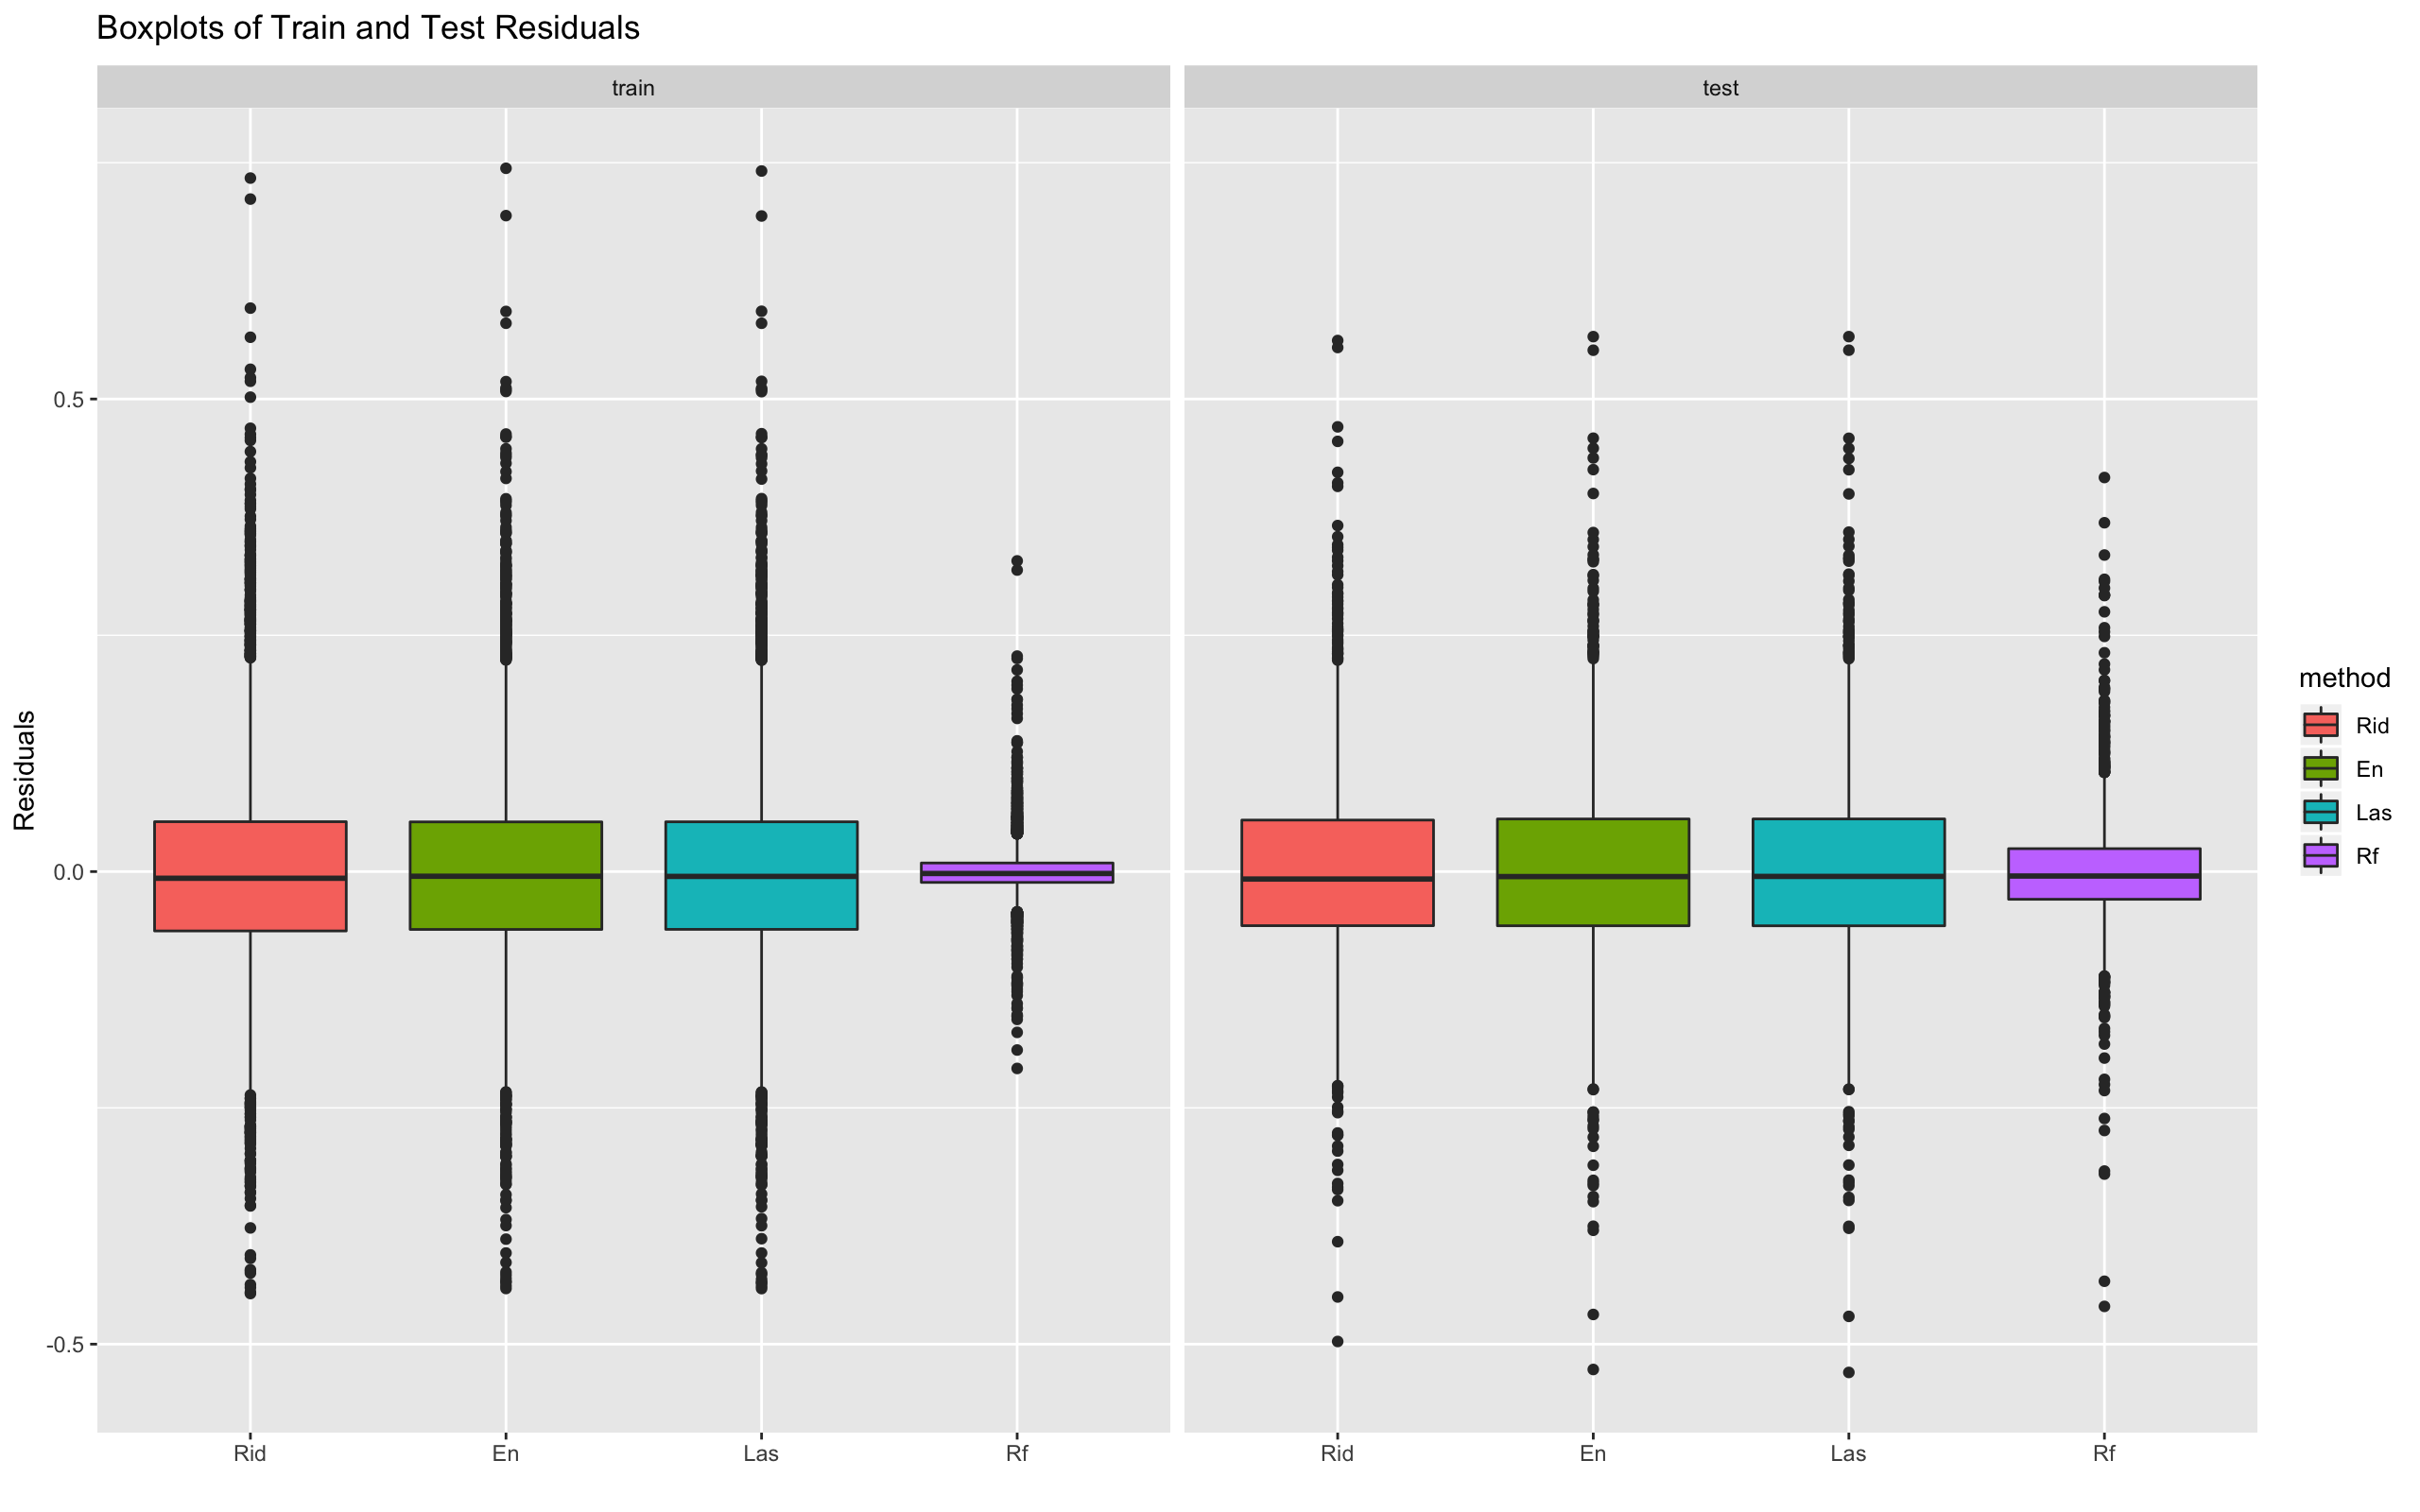 Boxplots of Train and Test Residuals
train
test
Residuals
0.5
0.0
-0.5
Rid
En
Las
Rf
Rid
En
Las
Rf
method
Rid
En
Las
Rf